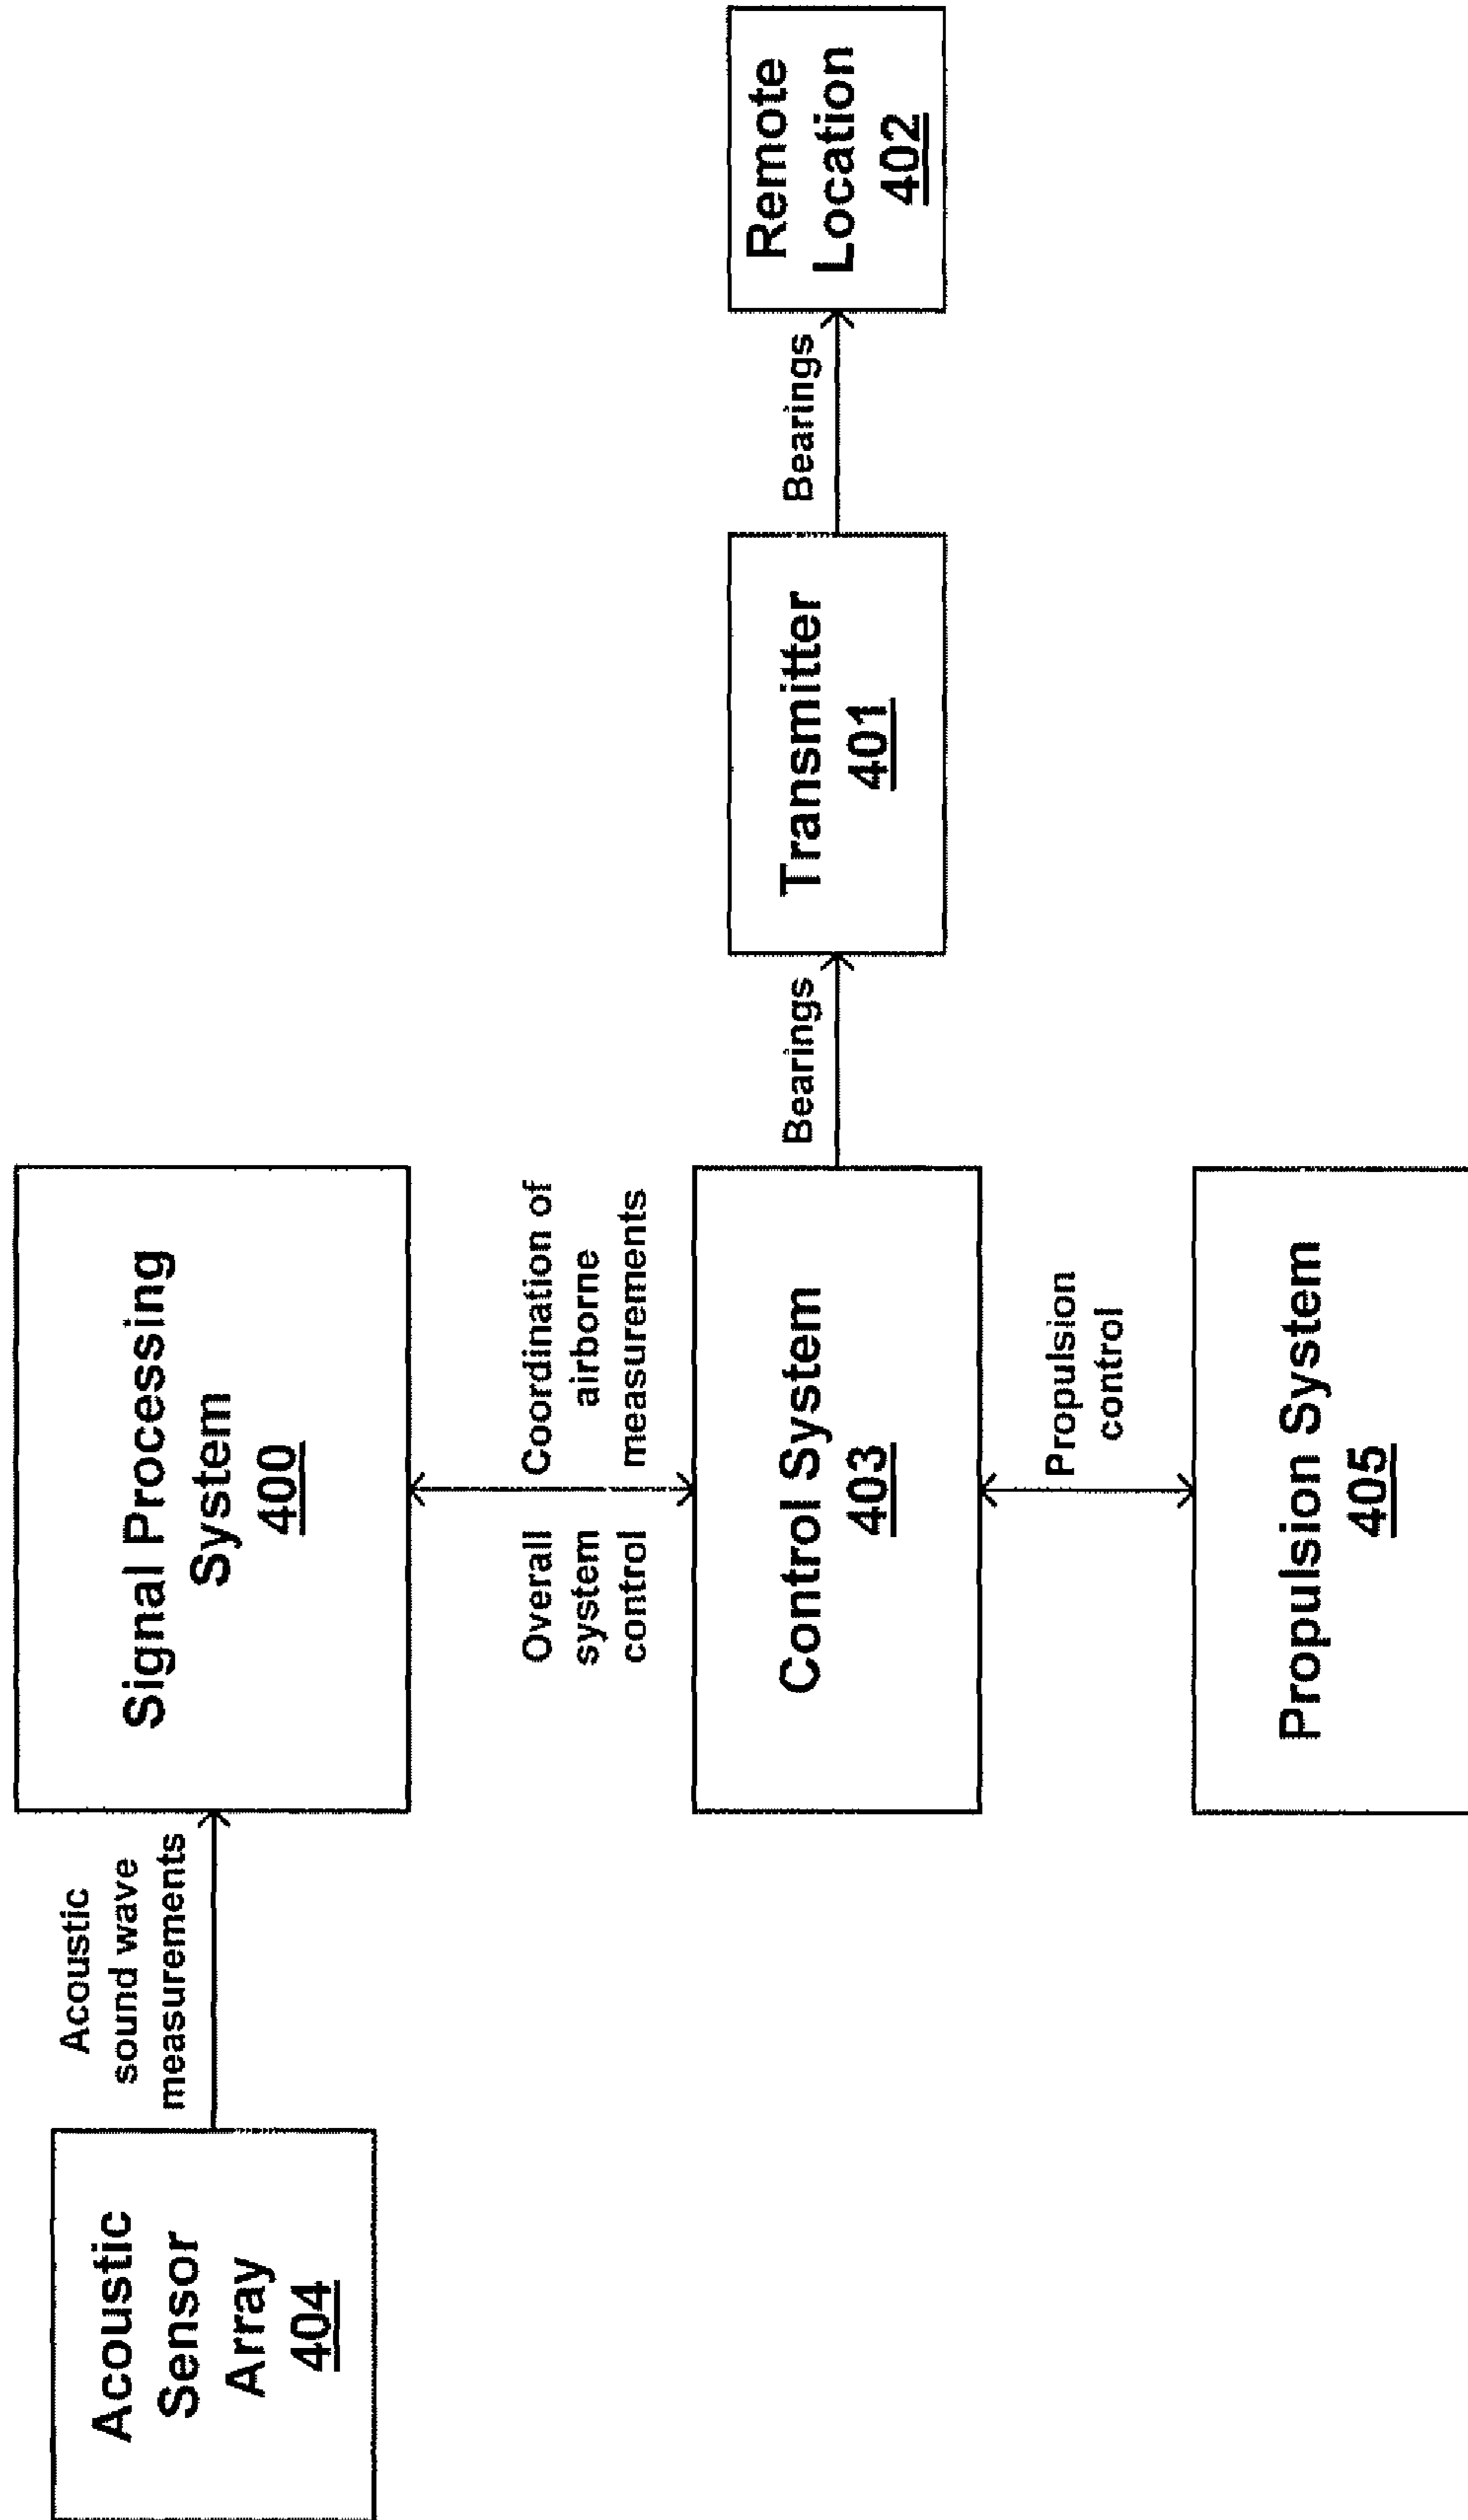 Acoustic
Sensor
Array
404
Acoustic
sound wave
measurements
Signal Processing
System
400
Overall
system
control
Coordination of
airborne
measurements
Control System
403
Bearings
Transmitter
401
Bearings
Remote
Location
402
Propulsion
control
Propulsion System
405